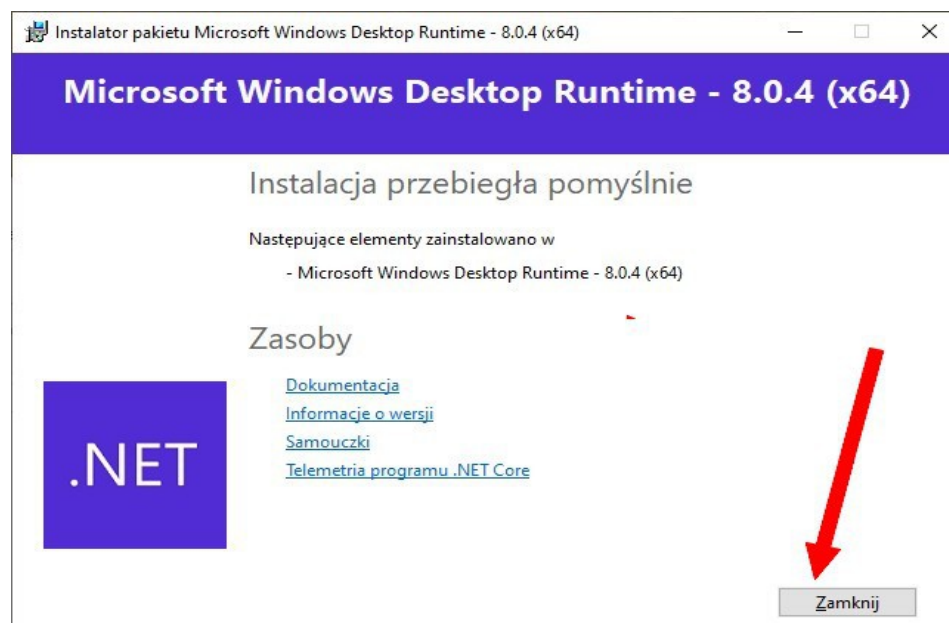 Instalator pakietu Microsoft Windows Desktop Runtime - 8.0.4 (x64)
Microsoft Windows Desktop Runtime - 8.0.4 (x64)
Instalacja przebiegła pomyślnie
Następujące elementy zainstalowano w
- Microsoft Windows Desktop Runtime - 8.0.4 (x64)
Zasoby
Dokumentacja
Informacje o wersji
Samouczki
Telemetria programu .NET Core
.NET
Zamknij